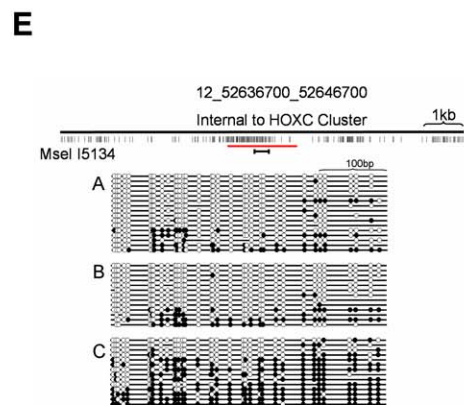 E
12_52636700_52646700
Internal to HOXC Cluster
1kb
MseI I5134
100bp
A
B
C